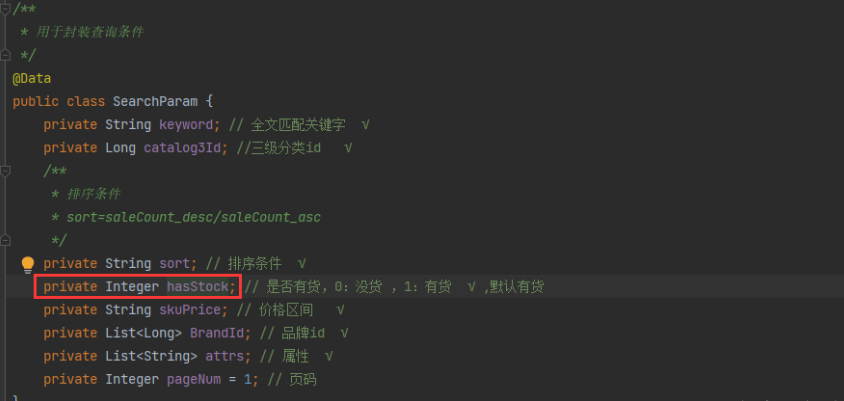 /**
* 用于封装查询条件
*/
@Data
public class SearchParam {
private String keyword; // 全文匹配关键字 √
private Long catalog3Id; //三级分类id √
/**
* 排序条件
* sort=saleCount_desc/saleCount_asc
*/
private String sort; // 排序条件 √
private Integer hasStock; // 是否有货，0：没货 ，1：有货 √ ,默认有货
private String skuPrice; // 价格区间 √
private List<Long> BrandId; // 品牌id √
private List<String> attrs; // 属性 √
private Integer pageNum = 1; // 页码
}